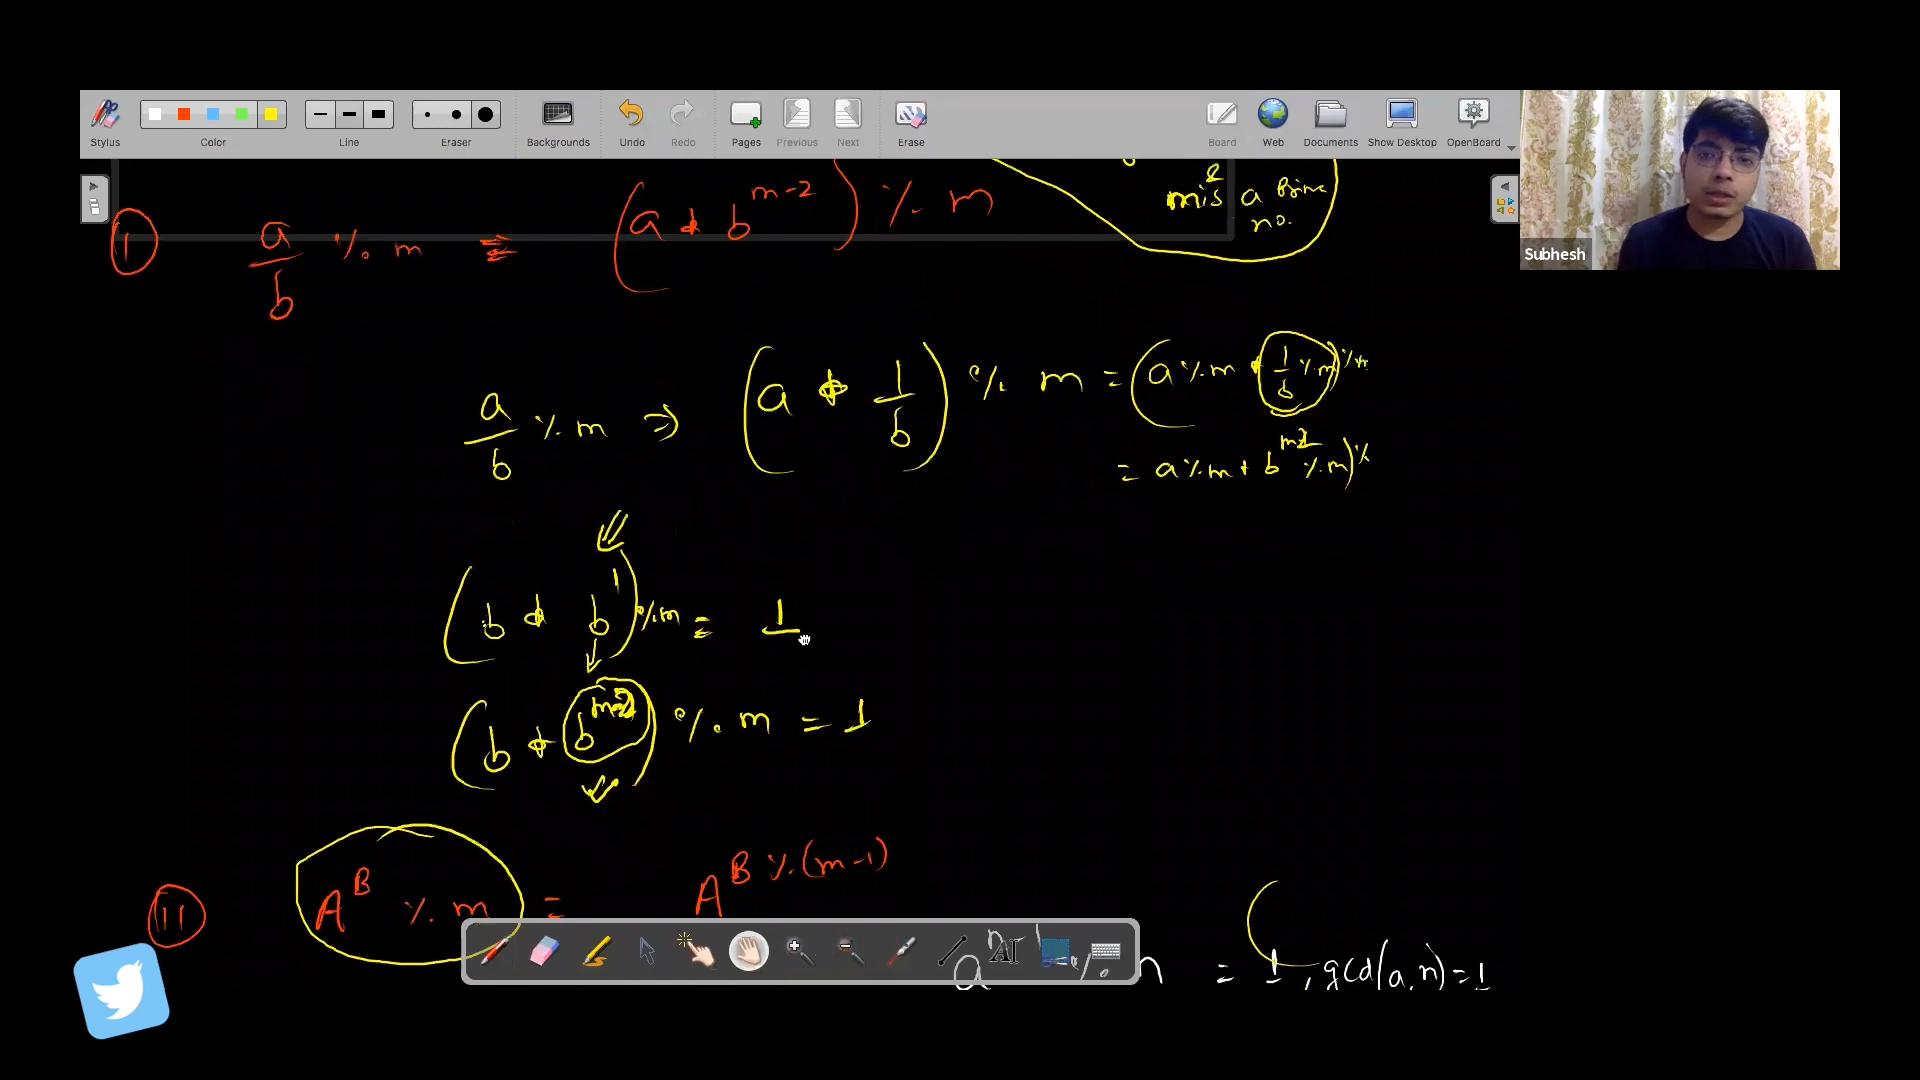 Stylus Color Line Eraser Backgrounds Undo Redo Pages Previous Next Erase Board Web Documents Show Desktop OpenBoard
Subhesh
& 
m is a prime
no.
I a/b % m = (a * b^(m-2)) % m
a/b % m ⇒ (a * 1/b) % m = (a % m * 1/b % m) % m
= a % m * b^(m-2) % m) %
(b * b^1) % m = 1
(b * b^(m-2)) % m = 1
II A^B % m = A^(B % (m-1))
a % n = 1, gcd(a, n) = 1
AI